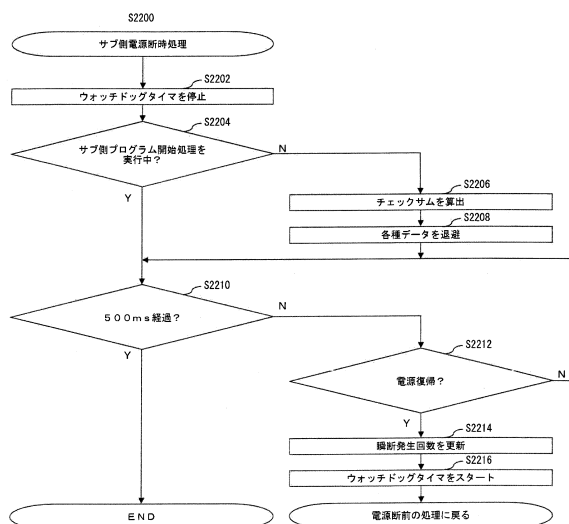 S2200
サブ側電源断時処理
S2202
ウォッチドッグタイマを停止
S2204
サブ側プログラム開始処理を
実行中?
N
Y
S2206
チェックサムを算出
S2208
各種データを退避
S2210
500ms経過?
N
Y
S2212
電源復帰?
N
Y
S2214
瞬断発生回数を更新
S2216
ウォッチドッグタイマをスタート
END
電源断前の処理に戻る